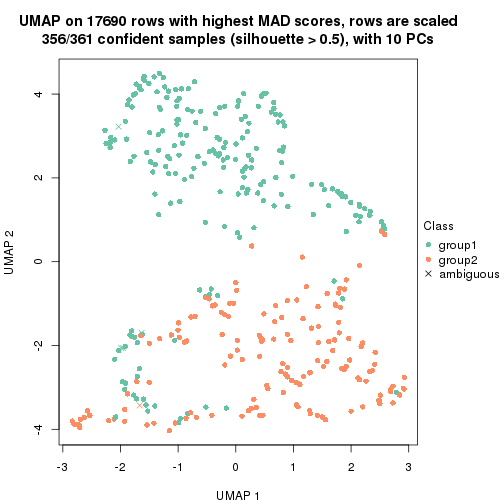 UMAP on 17690 rows with highest MAD scores, rows are scaled
356/361 confident samples (silhouette > 0.5), with 10 PCs
4
2
0
-2
-4
UMAP 2
-3 -2 -1 0 1 2 3
UMAP 1
Class
group1
group2
ambiguous